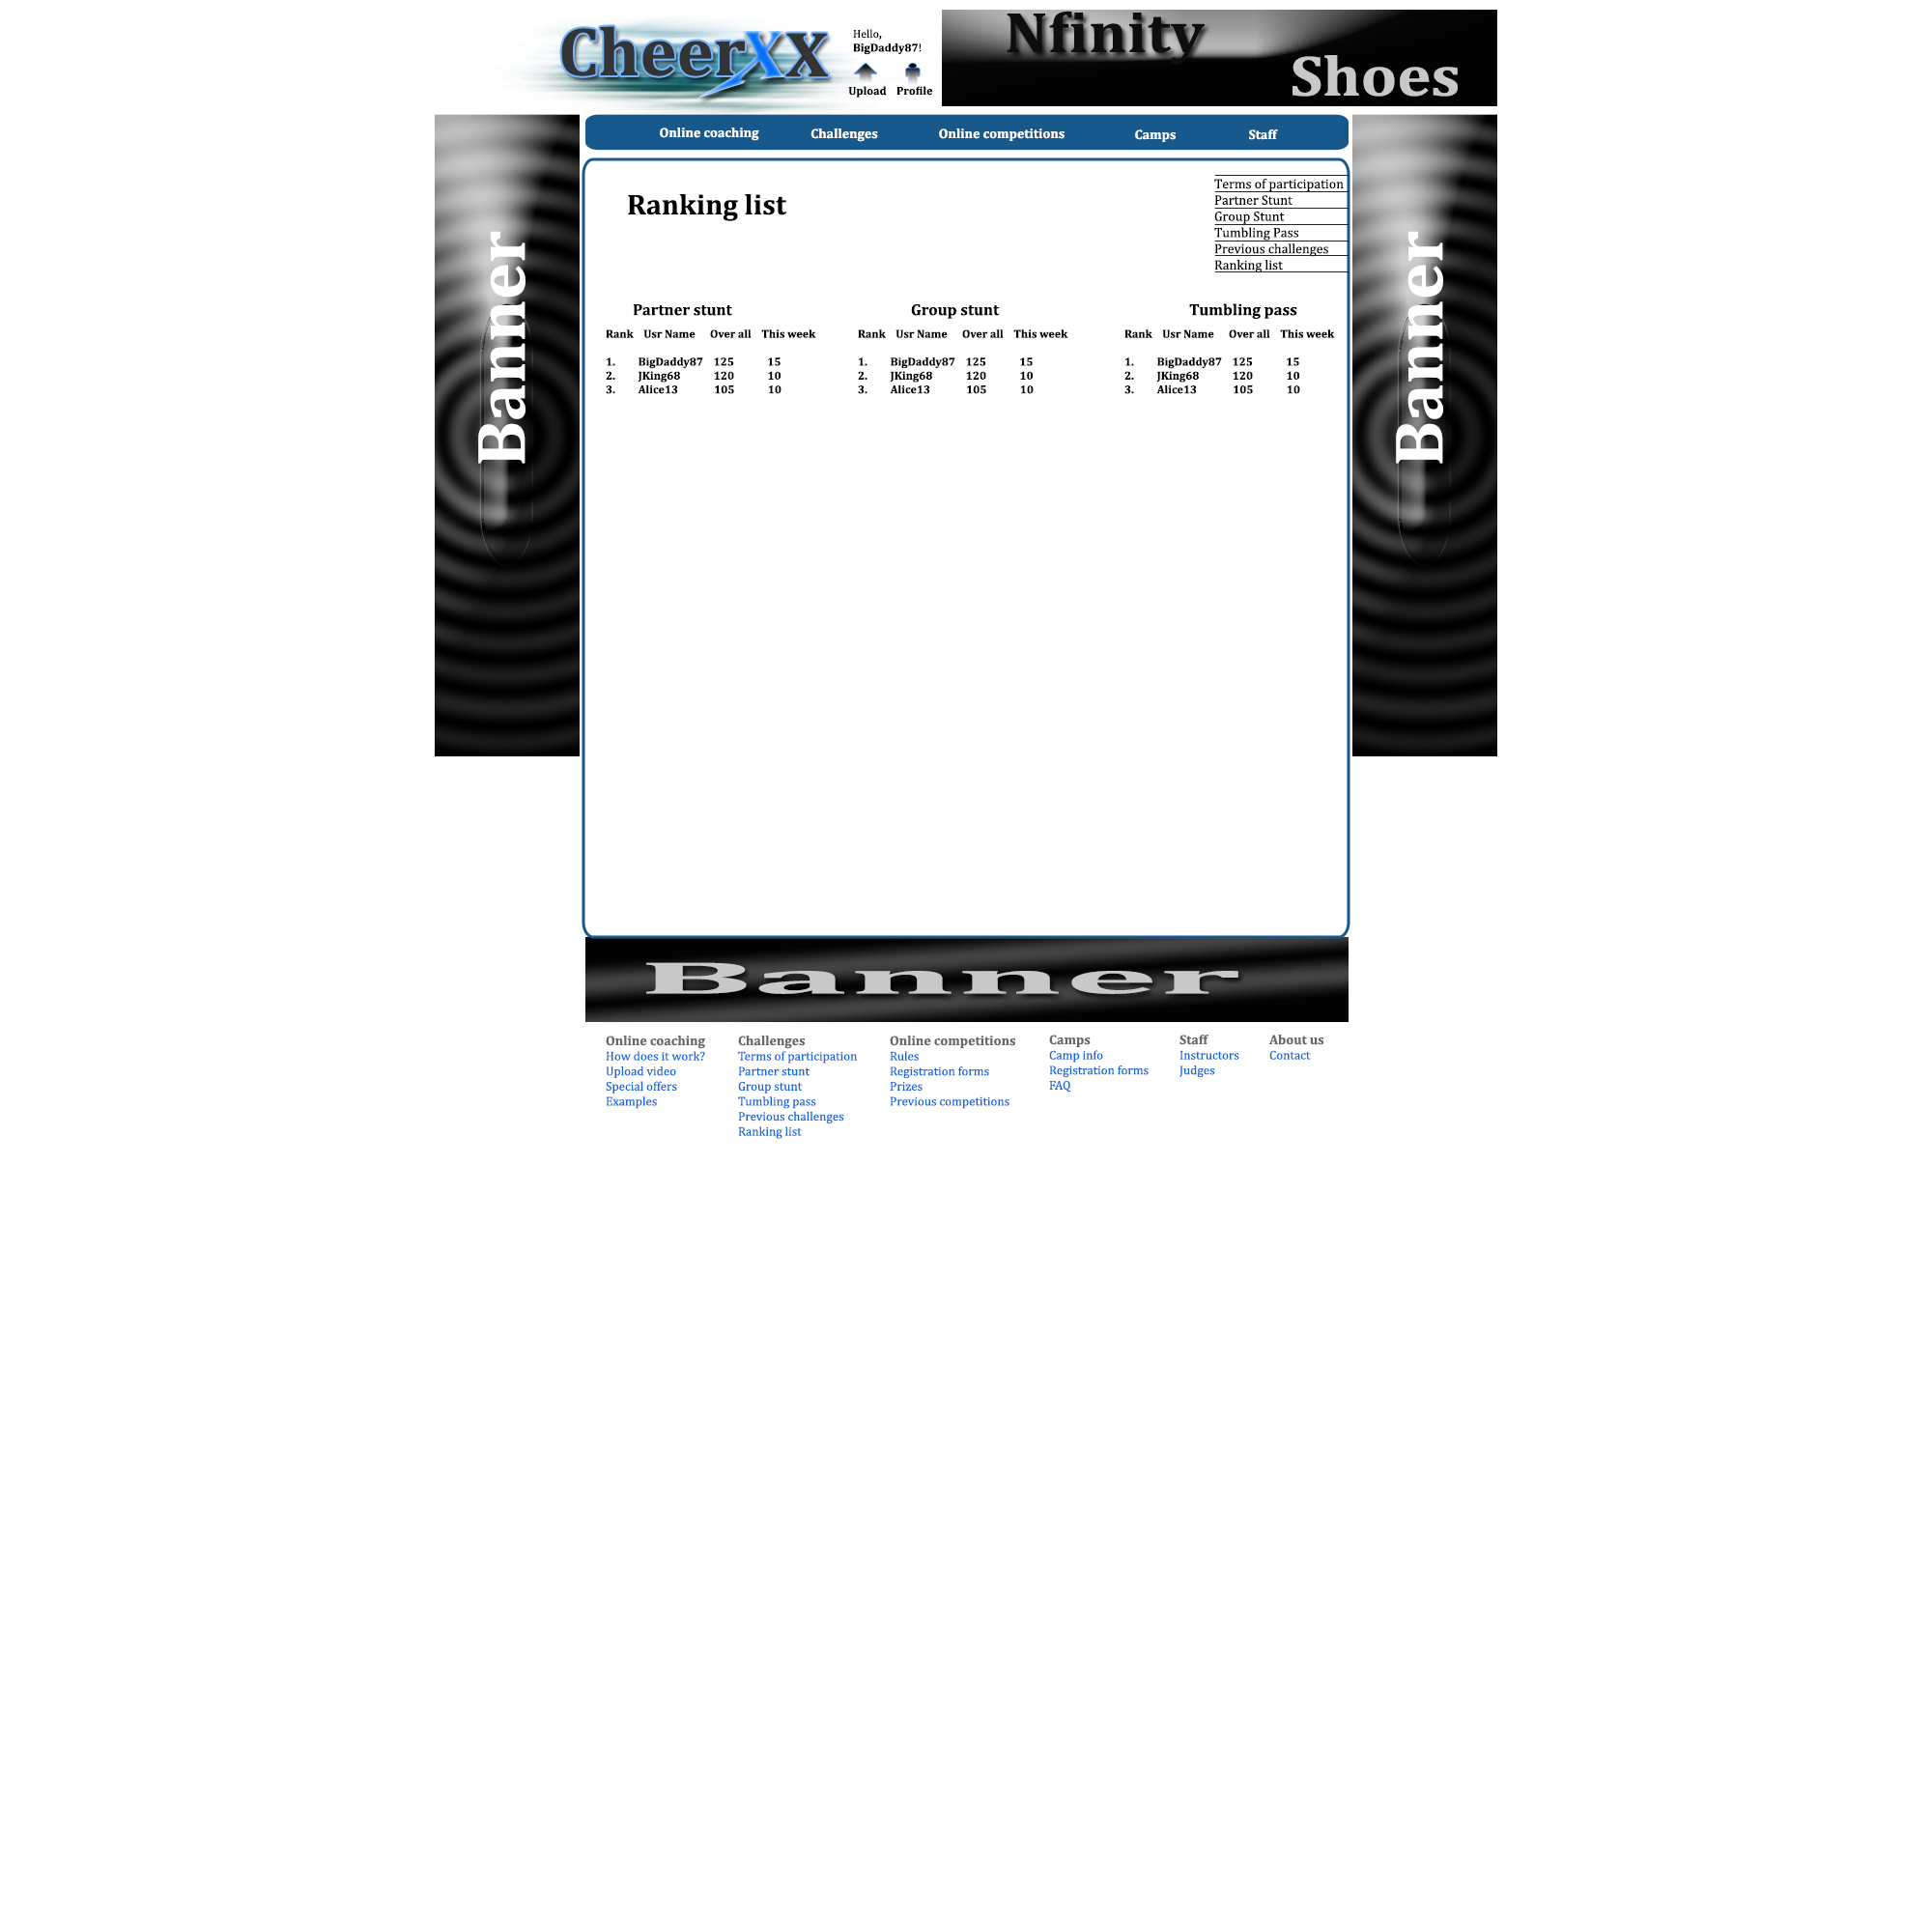 CheerXX
Hello,
BigDaddy87!
Upload Profile
Nfinity
Shoes
Online coaching Challenges Online competitions Camps Staff
Banner
Banner
Ranking list
Terms of participation
Partner Stunt
Group Stunt
Tumbling Pass
Previous challenges
Ranking list
Partner stunt
Rank Usr Name Over all This week
1. BigDaddy87 125 15
2. JKing68 120 10
3. Alice13 105 10
Group stunt
Rank Usr Name Over all This week
1. BigDaddy87 125 15
2. JKing68 120 10
3. Alice13 105 10
Tumbling pass
Rank Usr Name Over all This week
1. BigDaddy87 125 15
2. JKing68 120 10
3. Alice13 105 10
Banner
Online coaching
How does it work?
Upload video
Special offers
Examples
Challenges
Terms of participation
Partner stunt
Group stunt
Tumbling pass
Previous challenges
Ranking list
Online competitions
Rules
Registration forms
Prizes
Previous competitions
Camps
Camp info
Registration forms
FAQ
Staff
Instructors
Judges
About us
Contact